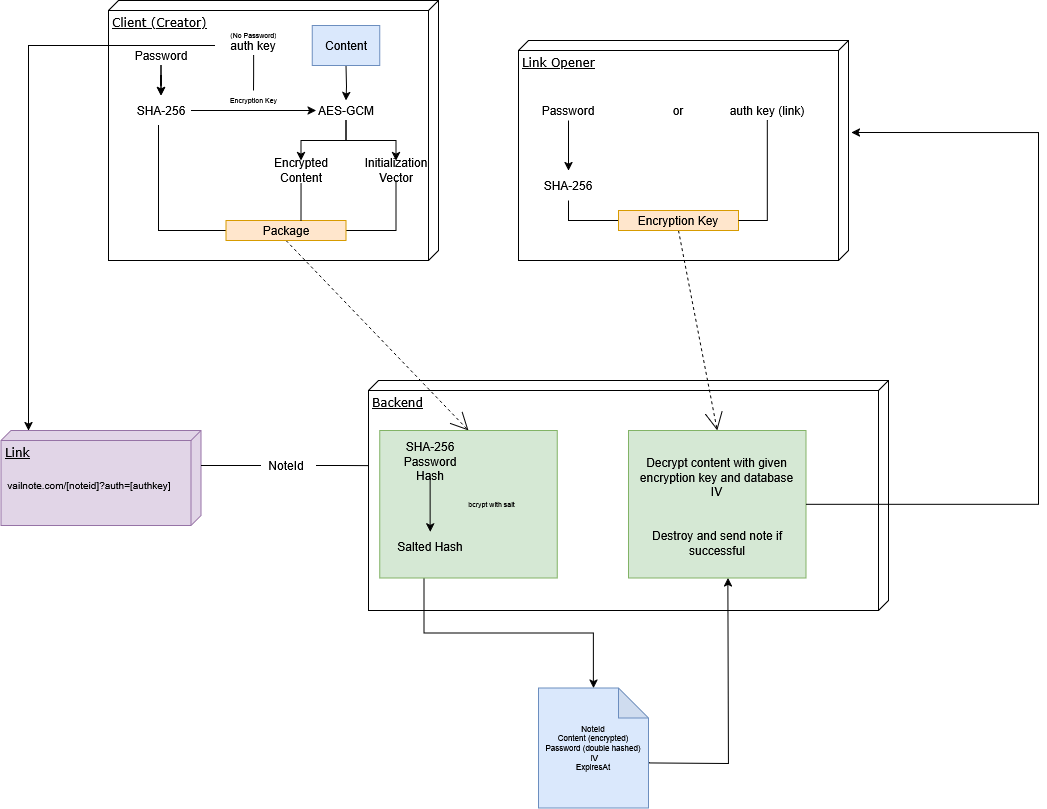 Client (Creator)
(No Password)
auth key
Content
Password
Encryption Key
SHA-256
AES-GCM
Encrypted
Content
Initialization
Vector
Package
Link Opener
Password
or
auth key (link)
SHA-256
Encryption Key
Backend
Link
vailnote.com/[noteid]?auth=[authkey]
NoteId
SHA-256
Password
Hash
bcrypt with salt
Salted Hash
Decrypt content with given
encryption key and database
IV
Destroy and send note if
successful
NoteId
Content (encrypted)
Password (double hashed)
IV
ExpiresAt